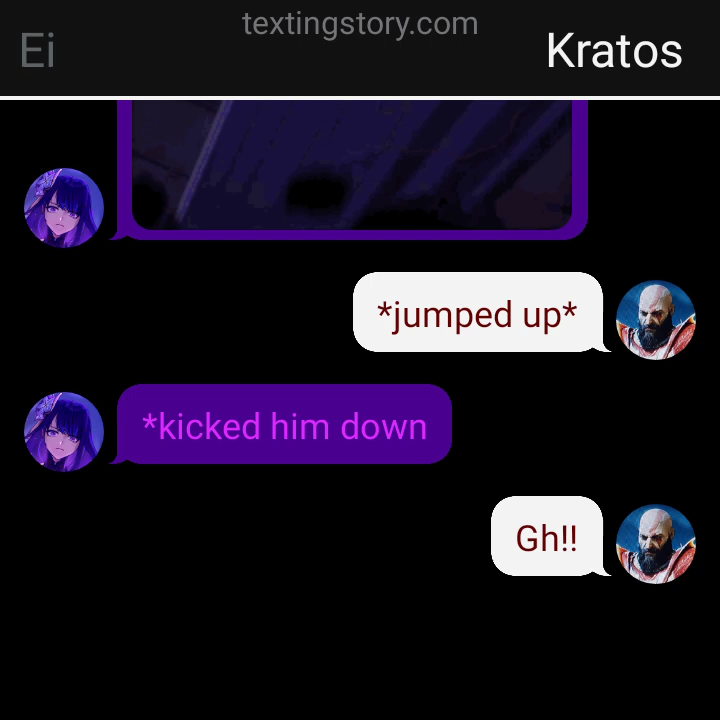 textingstory.com
Ei
Kratos
*jumped up*
*kicked him down
Gh!!